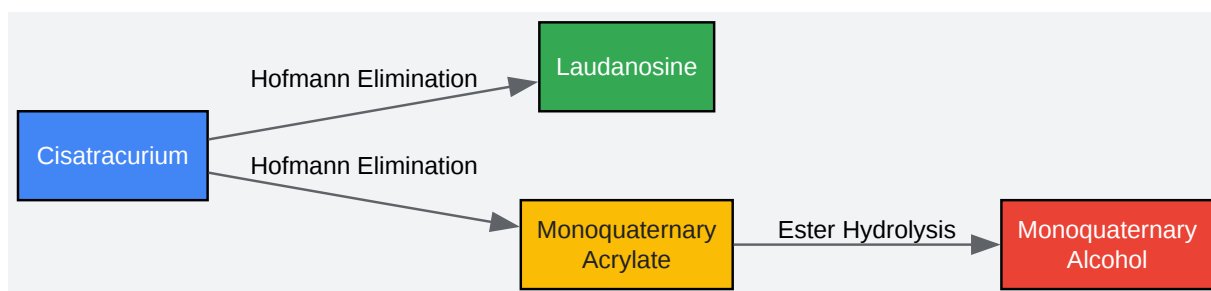 Hofmann Elimination
Laudanosine
Cisatracurium
Hofmann Elimination
Monoquaternary
Acrylate
Ester Hydrolysis
Monoquaternary
Alcohol